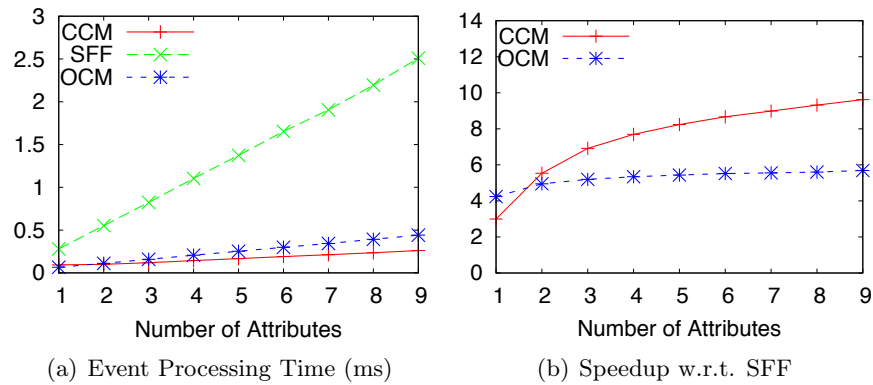 3
2.5
2
1.5
1
0.5
0
CCM
SFF
OCM
1 2 3 4 5 6 7 8 9
Number of Attributes
(a) Event Processing Time (ms)
14
12
10
8
6
4
2
0
CCM
OCM
1 2 3 4 5 6 7 8 9
Number of Attributes
(b) Speedup w.r.t. SFF